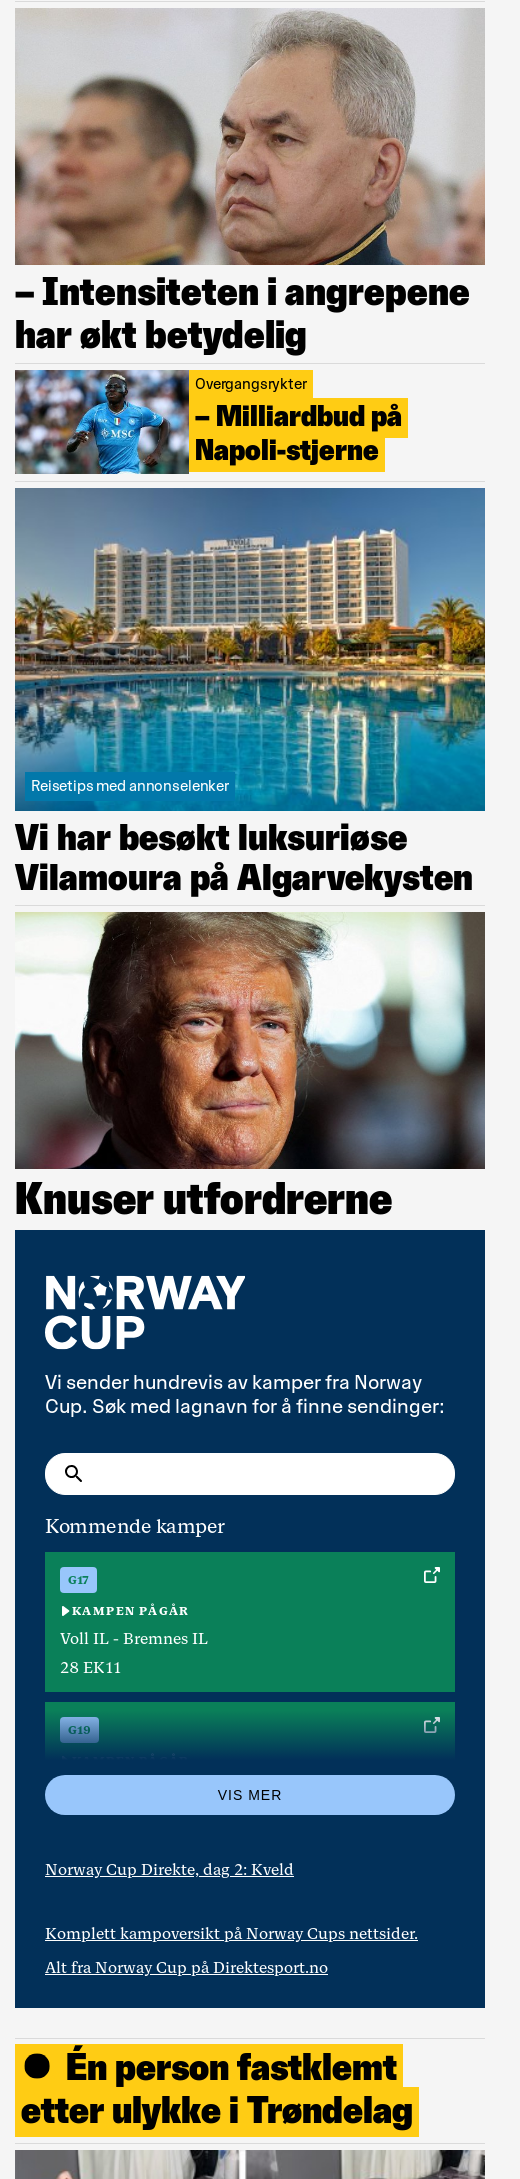 – Intensiteten i angrepene
har økt betydelig
MSC
Overgangsrykter
– Milliardbud på
Napoli-stjerne
TIVOLI
Reisetips med annonselenker
Vi har besøkt luksuriøse
Vilamoura på Algarvekysten
Knuser utfordrerne
NORWAY
CUP
Vi sender hundrevis av kamper fra Norway
Cup. Søk med lagnavn for å finne sendinger:
Kommende kamper
G17
KAMPEN PÅGÅR
Voll IL - Bremnes IL
28 EK11
G19
VIS MER
Norway Cup Direkte, dag 2: Kveld
Komplett kampoversikt på Norway Cups nettsider.
Alt fra Norway Cup på Direktesport.no
Én person fastklemt
etter ulykke i Trøndelag